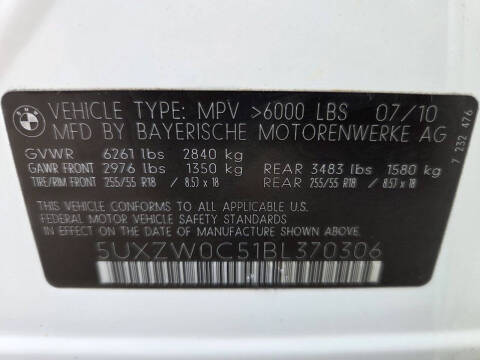 BMW
VEHICLE TYPE: MPV >6000 LBS 07/10
MFD BY BAYERISCHE MOTORENWERKE AG
GVWR 6261 lbs 2840 kg
GAWR FRONT 2976 lbs 1350 kg REAR 3483 lbs 1580 kg
TIRE/RIM FRONT 255/55 R18 // 8.5J x 18 REAR 255/55 R18 // 8.5J x 18
THIS VEHICLE CONFORMS TO ALL APPLICABLE U.S.
FEDERAL MOTOR VEHICLE SAFETY STANDARDS
IN EFFECT ON THE DATE OF MANUFACTURE SHOWN ABOVE
5UXZW0C51BL370306
7 232 476